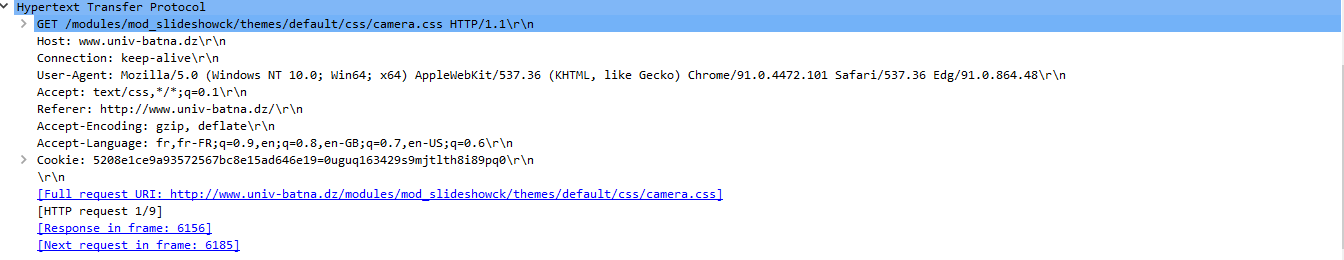 Hypertext Transfer Protocol
GET /modules/mod_slideshowck/themes/default/css/camera.css HTTP/1.1\r\n
Host: www.univ-batna.dz\r\n
Connection: keep-alive\r\n
User-Agent: Mozilla/5.0 (Windows NT 10.0; Win64; x64) AppleWebKit/537.36 (KHTML, like Gecko) Chrome/91.0.4472.101 Safari/537.36 Edg/91.0.864.48\r\n
Accept: text/css,*/*;q=0.1\r\n
Referer: http://www.univ-batna.dz/\r\n
Accept-Encoding: gzip, deflate\r\n
Accept-Language: fr,fr-FR;q=0.9,en;q=0.8,en-GB;q=0.7,en-US;q=0.6\r\n
Cookie: 5208e1ce9a93572567bc8e15ad646e19=0uguq163429s9mjtlth8i89pq0\r\n
\r\n
[Full request URI: http://www.univ-batna.dz/modules/mod_slideshowck/themes/default/css/camera.css]
[HTTP request 1/9]
[Response in frame: 6156]
[Next request in frame: 6185]